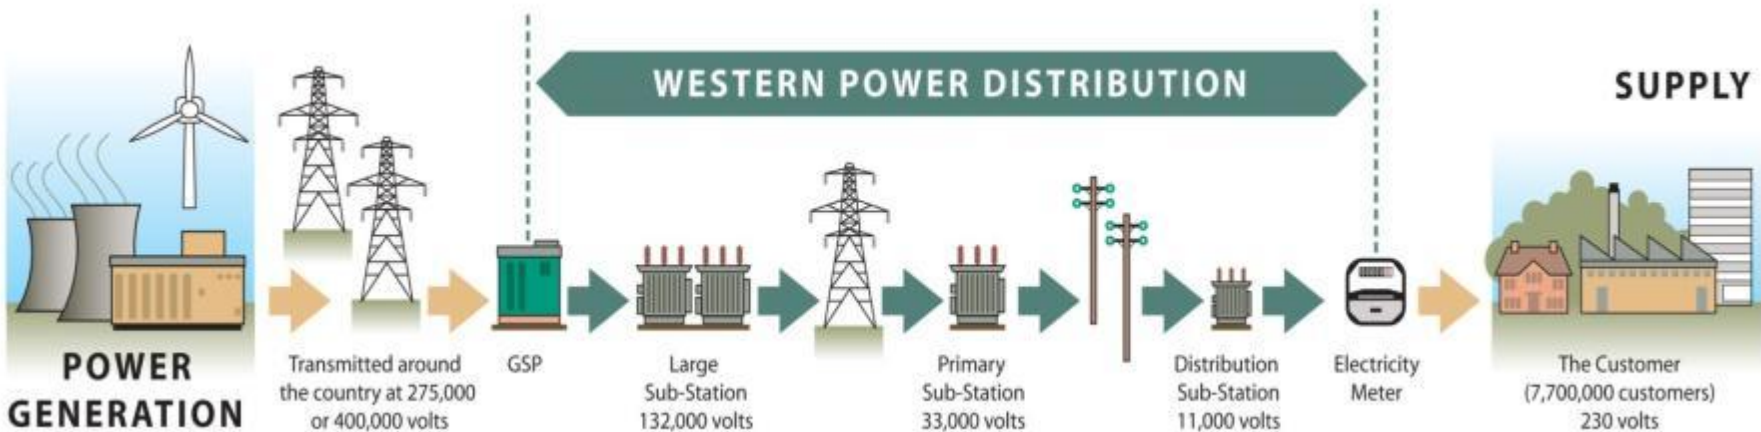 WESTERN POWER DISTRIBUTION
SUPPLY
POWER
GENERATION
Transmitted around
the country at 275,000
or 400,000 volts
GSP
Large
Sub-Station
132,000 volts
Primary
Sub-Station
33,000 volts
Distribution
Sub-Station
11,000 volts
Electricity
Meter
The Customer
(7,700,000 customers)
230 volts